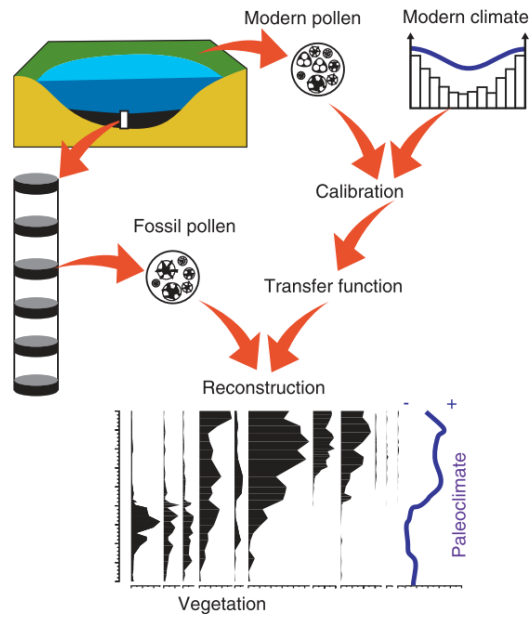 Modern pollen
Modern climate
Calibration
Fossil pollen
Transfer function
Reconstruction
- +
Paleoclimate
Vegetation